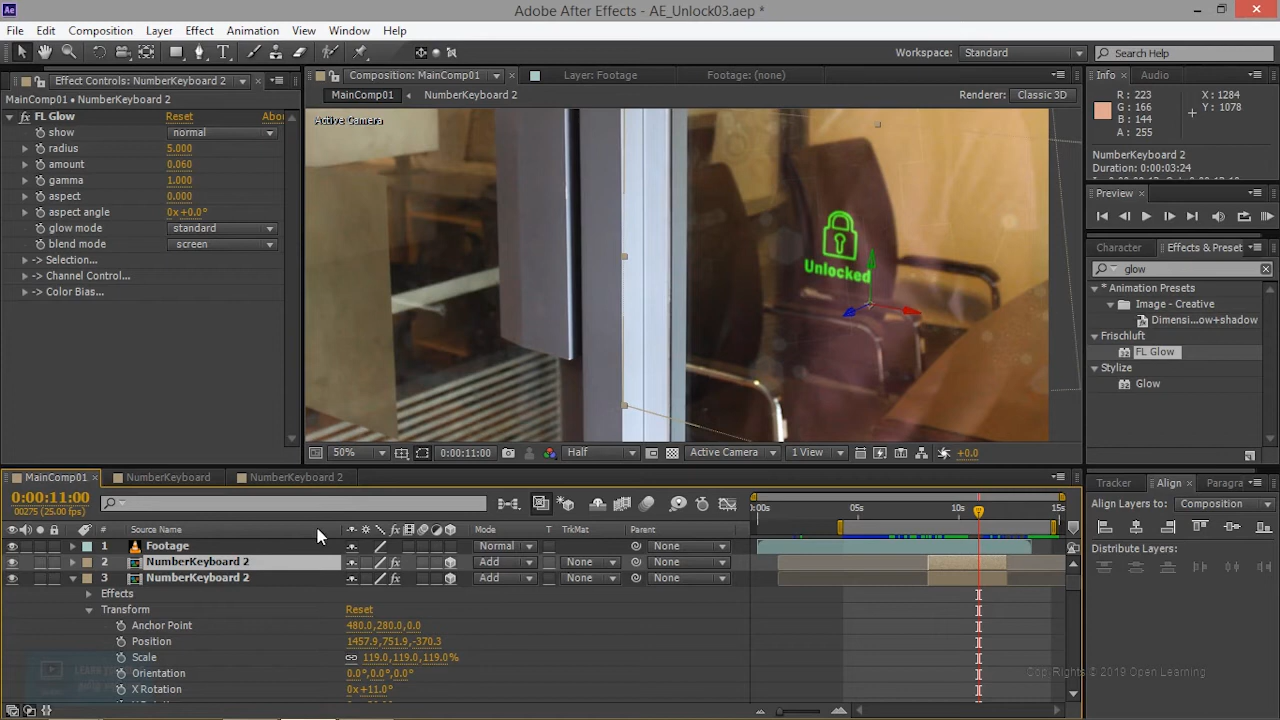 Adobe After Effects - AE_Unlock03.aep *
File Edit Composition Layer Effect Animation View Window Help
Workspace: Standard Search Help
Effect Controls: NumberKeyboard 2
Composition: MainComp01 Layer: Footage Footage: (none)
Info Audio
MainComp01 • NumberKeyboard 2
MainComp01 NumberKeyboard 2
Renderer: Classic 3D
R: 223 X: 1284
G: 166 Y: 1078
B: 144
A: 255
fx FL Glow Reset Abou
Active Camera
show normal
radius 5.000
amount 0.060
gamma 1.000
aspect 0.000
aspect angle 0x+0.0°
glow mode standard
blend mode screen
-> Selection...
-> Channel Control...
-> Color Bias...
Unlocked
NumberKeyboard 2
Duration: 0:00:03:24
Preview
Character Effects & Preset
glow
* Animation Presets
Image - Creative
Dimensi...ow+shadow
Frischluft
FL Glow
Stylize
Glow
50% 0:00:11:00 Half Active Camera 1 View +0.0
MainComp01 NumberKeyboard NumberKeyboard 2
Tracker Align Paragra
0:00:11:00
00275 (25.00 fps)
Align Layers to: Composition
Distribute Layers:
0:00s 05s 10s 15s
# Source Name Mode T TrkMat Parent
1 Footage Normal None
2 NumberKeyboard 2 Add None None
3 NumberKeyboard 2 Add None None
Effects
Transform Reset
Anchor Point 480.0,280.0,0.0
Position 1457.9,751.9,-370.3
Scale 119.0,119.0,119.0%
Orientation 0.0°,0.0°,0.0°
X Rotation 0x+11.0°
CopyRights © 2019 Open Learning